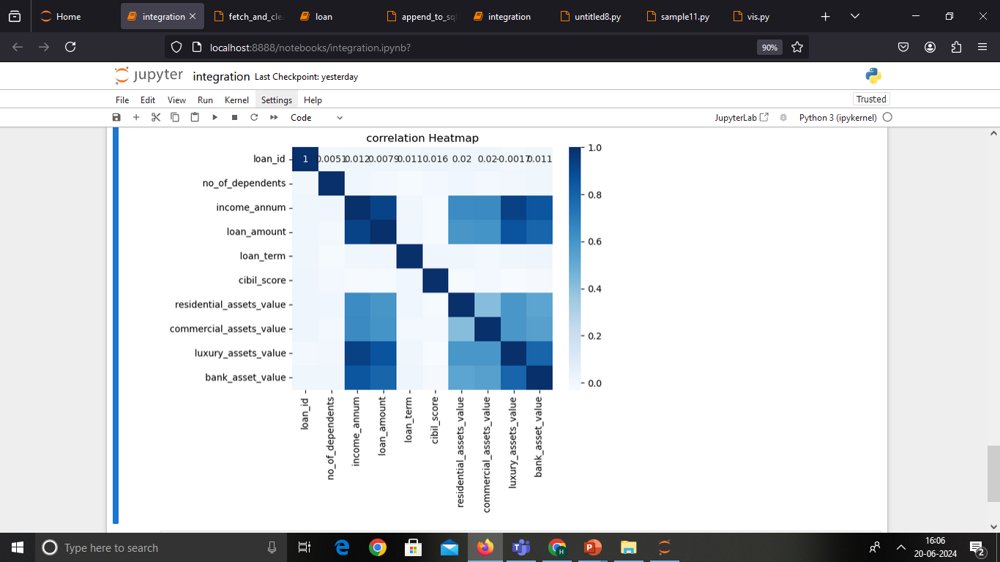 Home integration fetch_and_cle loan append_to_sq integration untitled8.py sample11.py vis.py
localhost:8888/notebooks/integration.ipynb? 90%
jupyter integration Last Checkpoint: yesterday
File Edit View Run Kernel Settings Help Trusted
Code JupyterLab Python 3 (ipykernel)
correlation Heatmap
loan_id 1 0.0051 0.012 0.0079 0.011 0.016 0.02 0.02 -0.0017 0.011 1.0
no_of_dependents
0.8
income_annum
loan_amount
0.6
loan_term
cibil_score
0.4
residential_assets_value
commercial_assets_value
0.2
luxury_assets_value
bank_asset_value
0.0
loan_id
no_of_dependents
income_annum
loan_amount
loan_term
cibil_score
residential_assets_value
commercial_assets_value
luxury_assets_value
bank_asset_value
Type here to search
16:06
20-06-2024
2